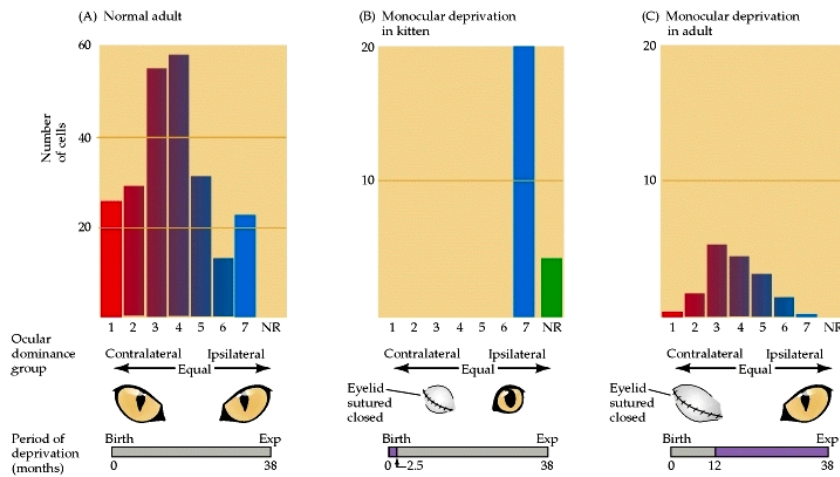 (A) Normal adult
60
40
20
Number
of cells
1 2 3 4 5 6 7 NR
Ocular
dominance
group
Contralateral Ipsilateral
Equal
Period of
deprivation
(months)
Birth Exp
0 38
(B) Monocular deprivation
in kitten
20
10
1 2 3 4 5 6 7 NR
Contralateral Ipsilateral
Equal
Eyelid
sutured
closed
Birth Exp
0 2.5 38
(C) Monocular deprivation
in adult
20
10
1 2 3 4 5 6 7 NR
Contralateral Ipsilateral
Equal
Eyelid
sutured
closed
Birth Exp
0 12 38